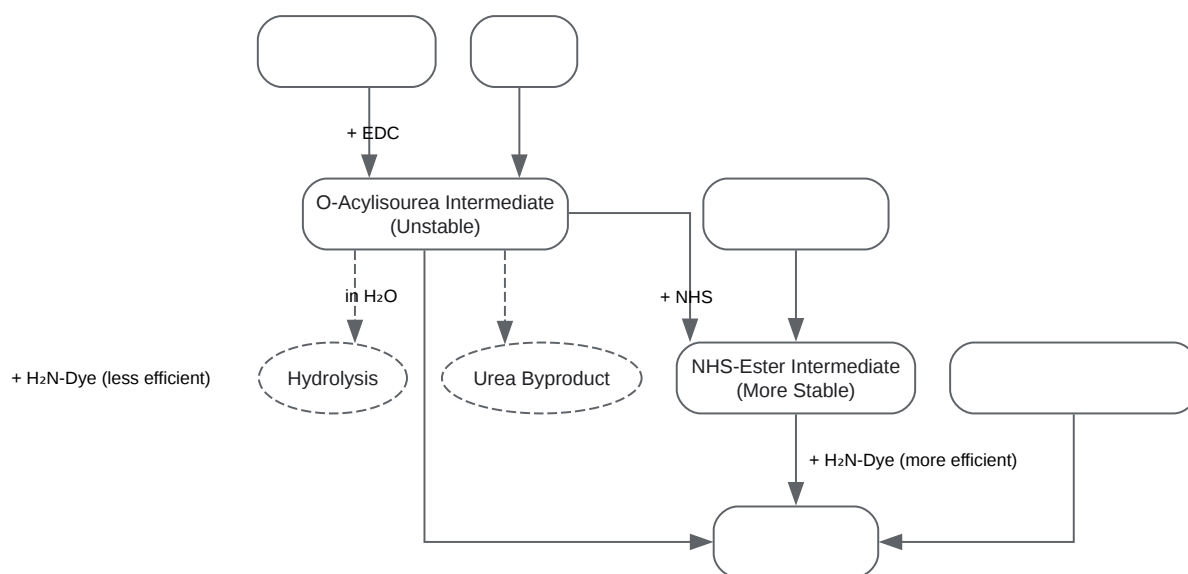 + EDC
O-Acylisourea Intermediate
(Unstable)
in H₂O
+ NHS
+ H₂N-Dye (less efficient)
Hydrolysis
Urea Byproduct
NHS-Ester Intermediate
(More Stable)
+ H₂N-Dye (more efficient)